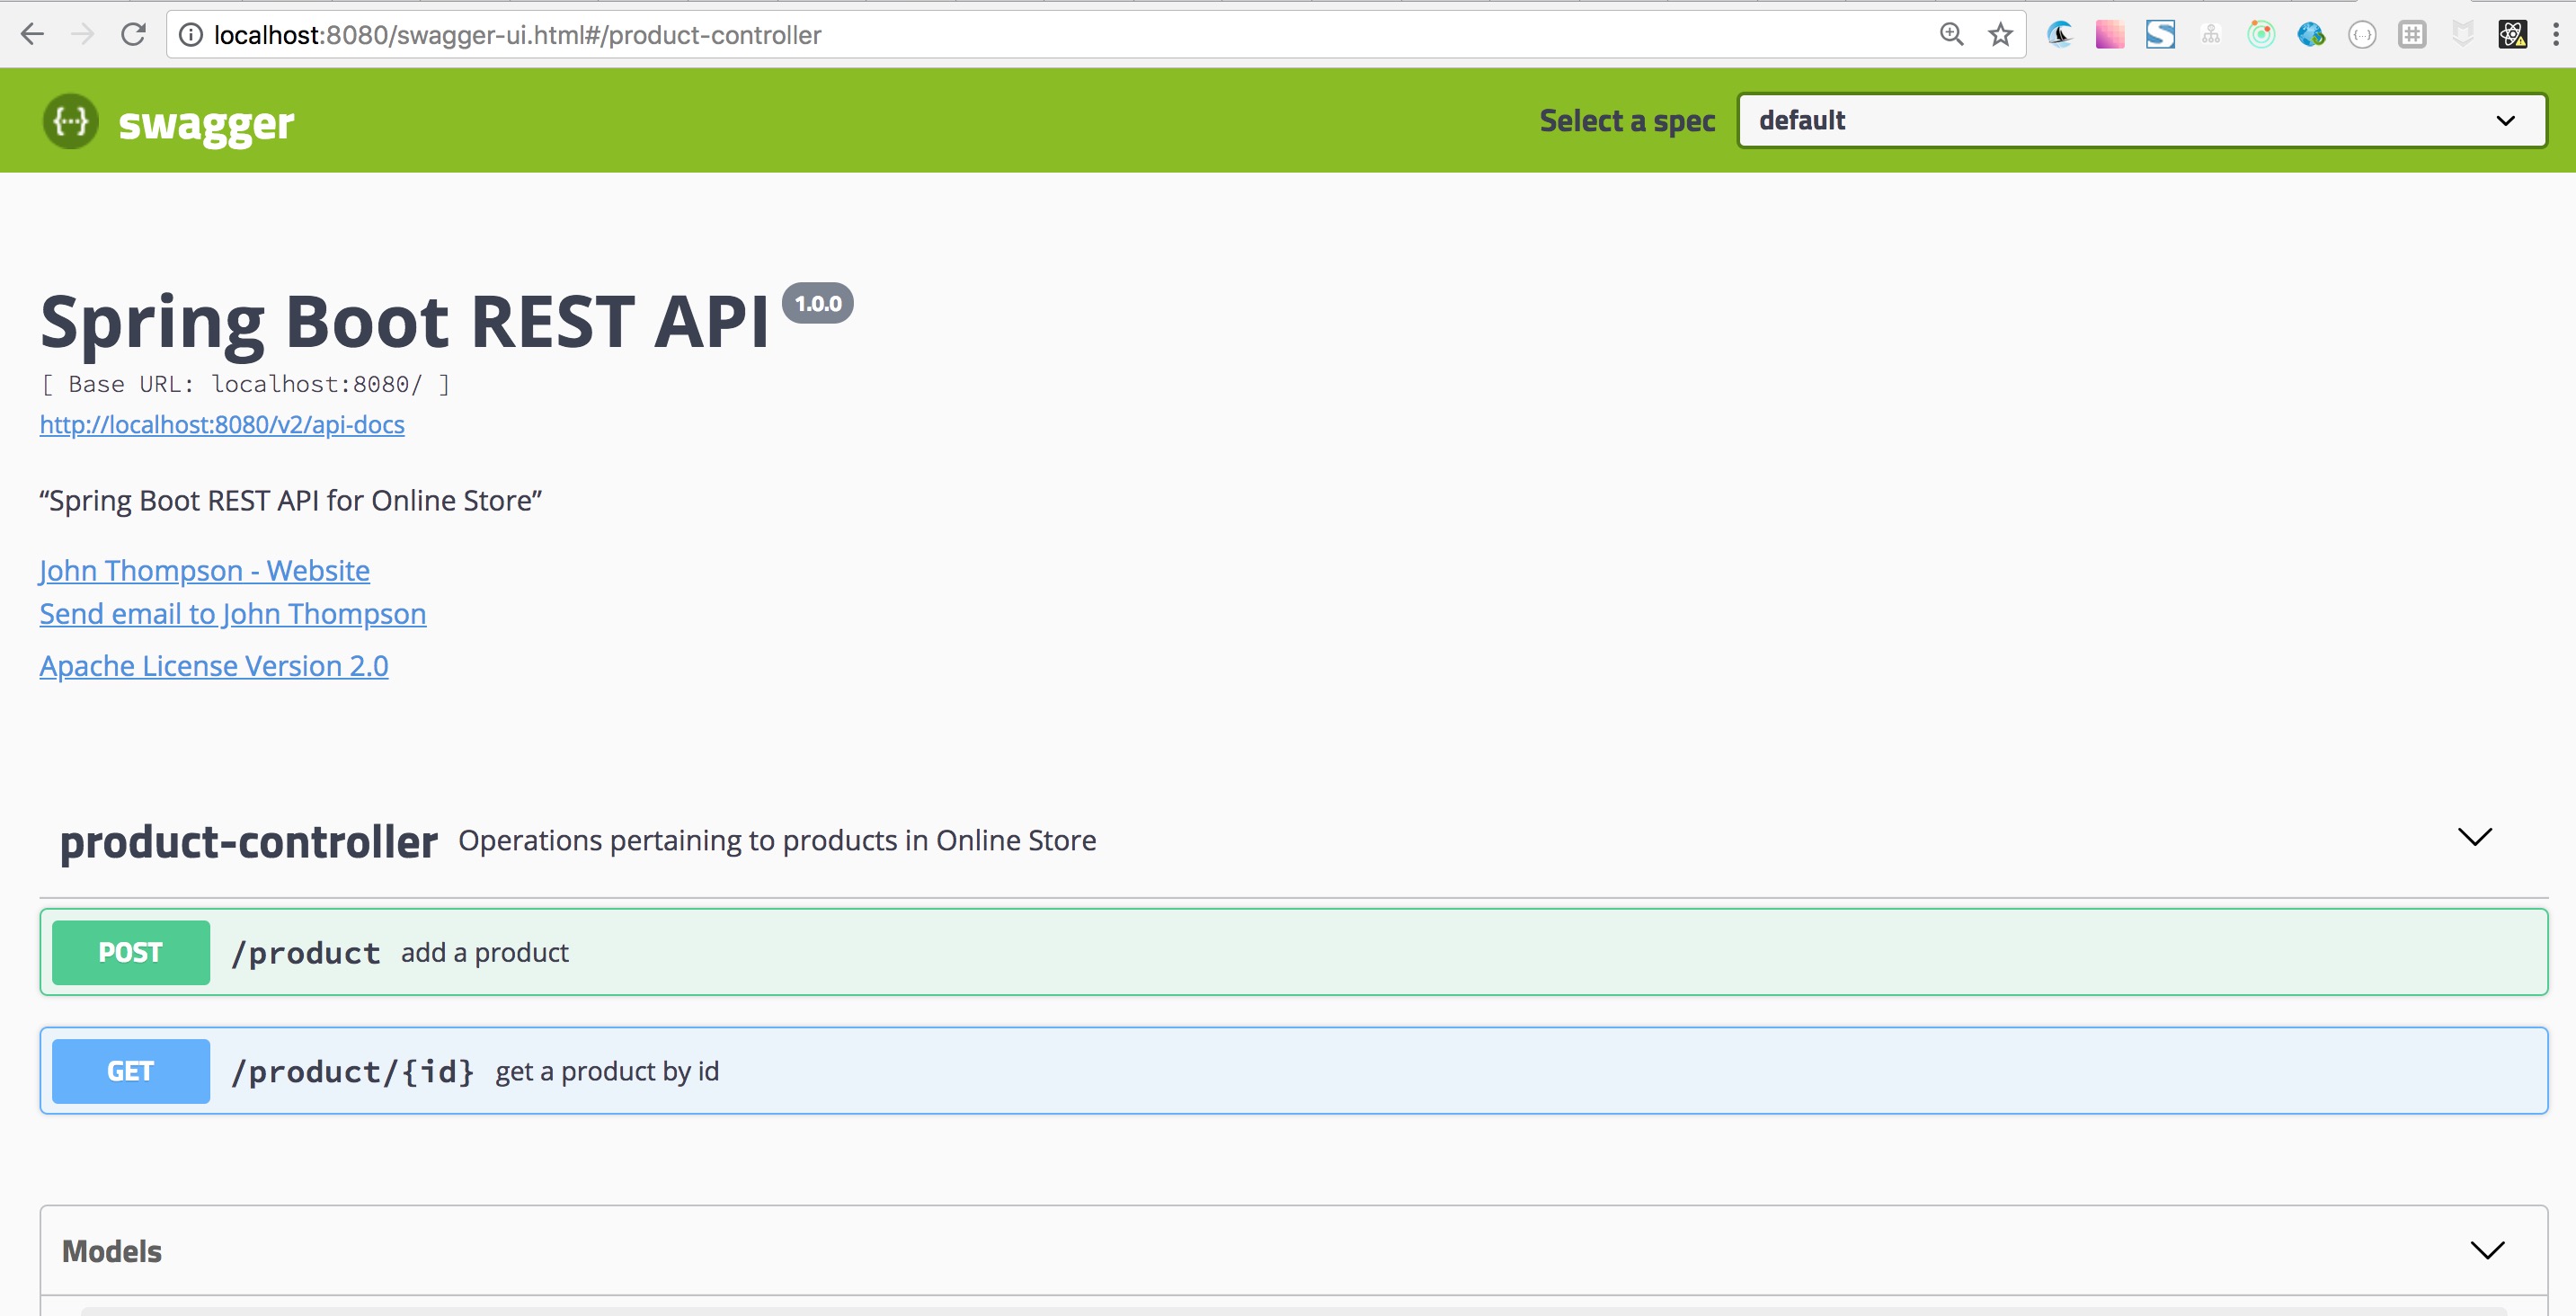 localhost:8080/swagger-ui.html#/product-controller
{···} swagger Select a spec default
Spring Boot REST API 1.0.0
[ Base URL: localhost:8080/ ]
http://localhost:8080/v2/api-docs
“Spring Boot REST API for Online Store”
John Thompson - Website
Send email to John Thompson
Apache License Version 2.0
product-controller Operations pertaining to products in Online Store
POST /product add a product
GET /product/{id} get a product by id
Models